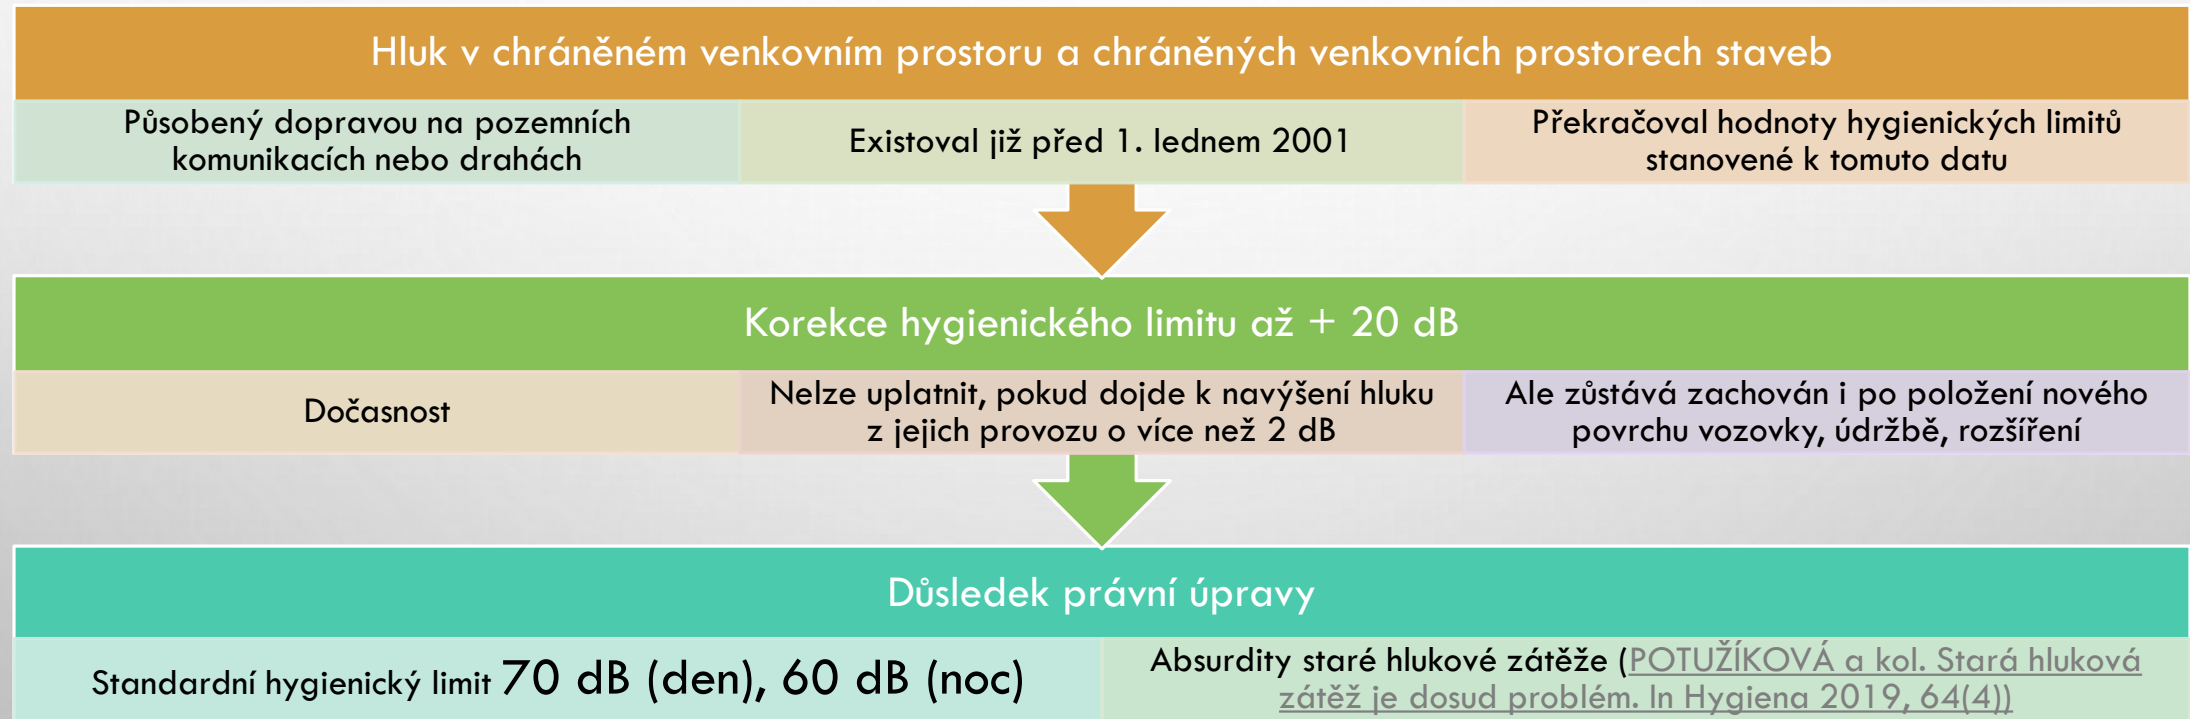 Hluk v chráněném venkovním prostoru a chráněných venkovních prostorech staveb
Působený dopravou na pozemních
komunikacích nebo drahách
Existoval již před 1. lednem 2001
Překračoval hodnoty hygienických limitů
stanovené k tomuto datu
Korekce hygienického limitu až + 20 dB
Dočasnost
Nelze uplatnit, pokud dojde k navýšení hluku
z jejich provozu o více než 2 dB
Ale zůstává zachován i po položení nového
povrchu vozovky, údržbě, rozšíření
Důsledek právní úpravy
Standardní hygienický limit 70 dB (den), 60 dB (noc)
Absurdity staré hlukové zátěže (POTUŽÍKOVÁ a kol. Stará hluková
zátěž je dosud problém. In Hygiena 2019, 64(4))